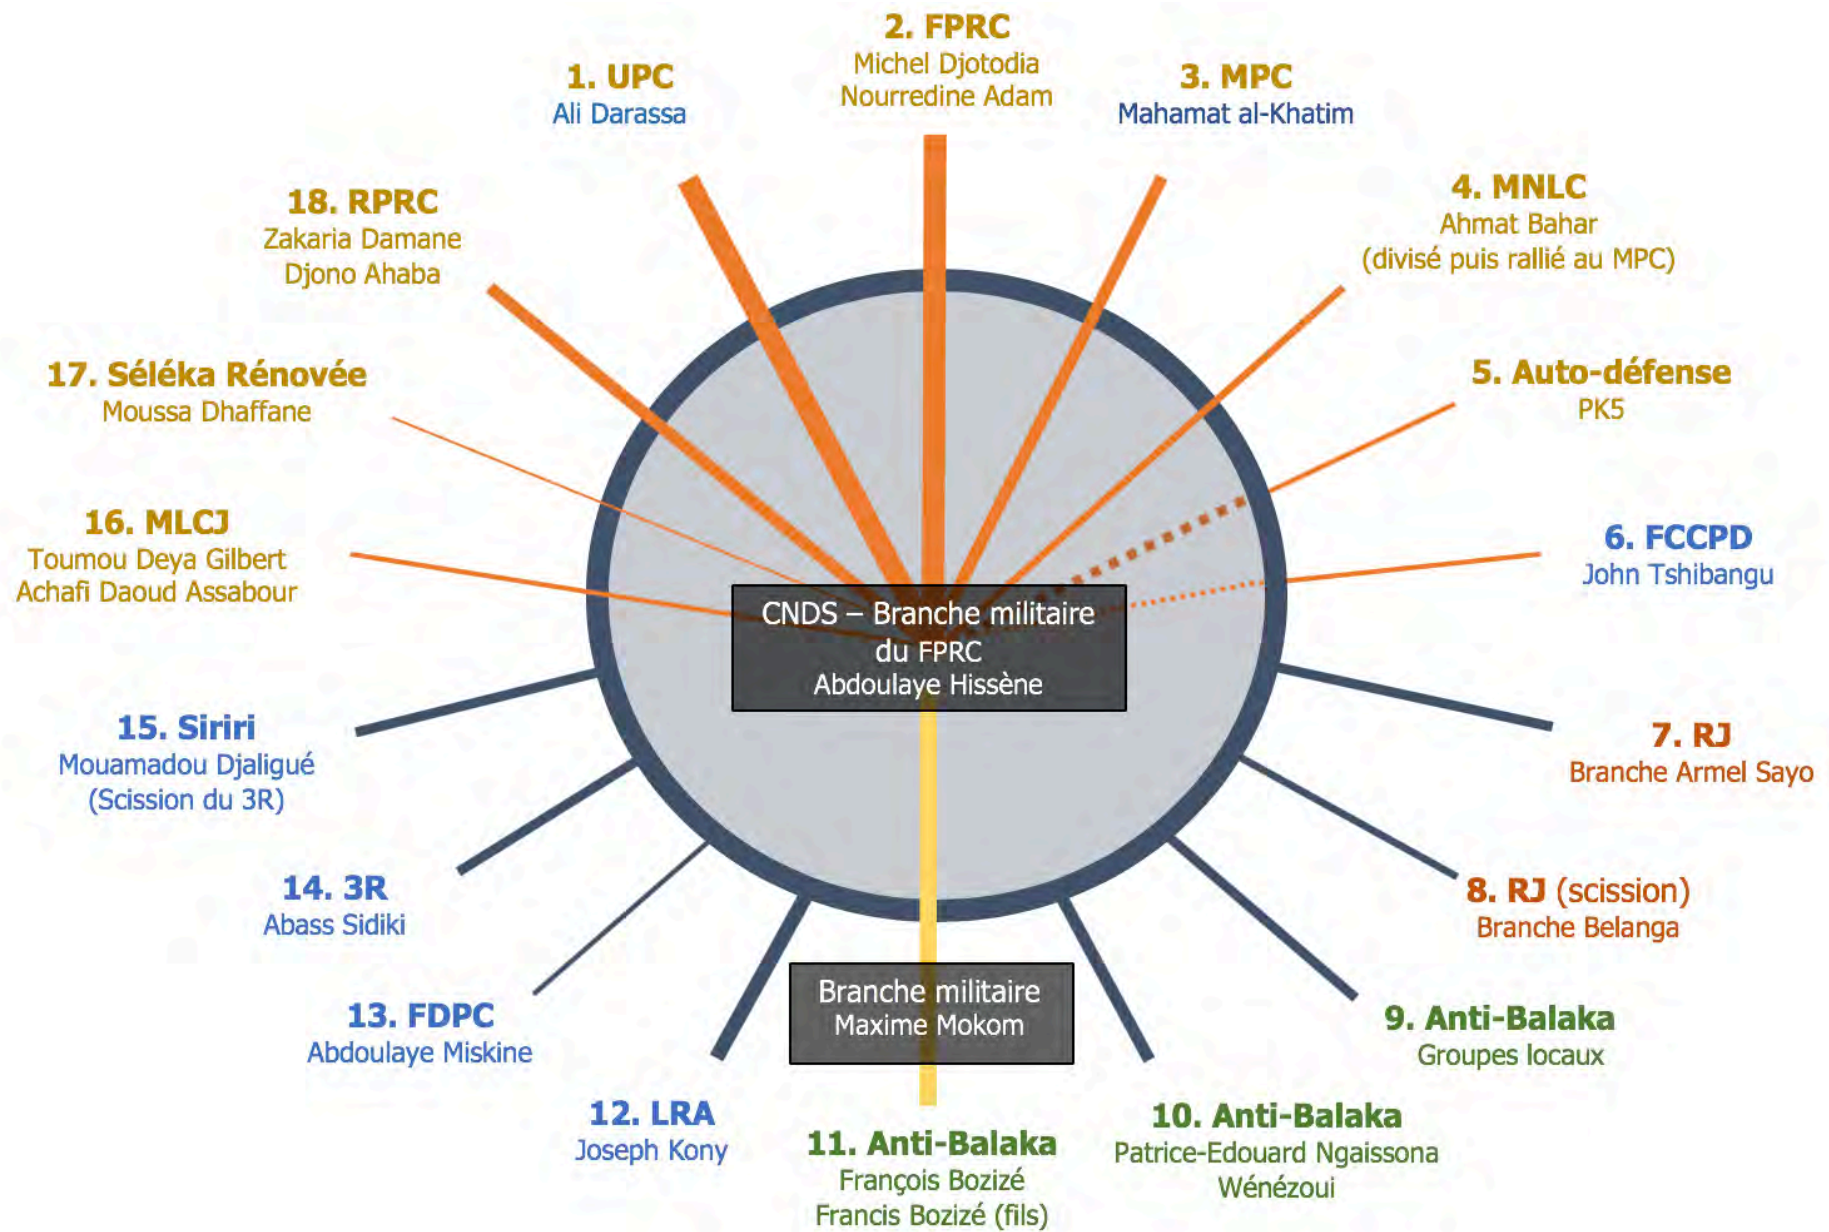 1. UPC
Ali Darassa
2. FPRC
Michel Djotodia
Nourredine Adam
3. MPC
Mahamat al-Khatim
4. MNLC
Ahmat Bahar
(divisé puis rallié au MPC)
5. Auto-défense
PK5
6. FCCPD
John Tshibangu
7. RJ
Branche Armel Sayo
8. RJ (scission)
Branche Belanga
9. Anti-Balaka
Groupes locaux
10. Anti-Balaka
Patrice-Edouard Ngaissona
Wénézoui
11. Anti-Balaka
François Bozizé
Francis Bozizé (fils)
12. LRA
Joseph Kony
13. FDPC
Abdoulaye Miskine
14. 3R
Abass Sidiki
15. Siriri
Mouamadou Djaligué
(Scission du 3R)
16. MLCJ
Toumou Deya Gilbert
Achafi Daoud Assabour
17. Séléka Rénovée
Moussa Dhaffane
18. RPRC
Zakaria Damane
Djono Ahaba
CNDS – Branche militaire
du FPRC
Abdoulaye Hissène
Branche militaire
Maxime Mokom